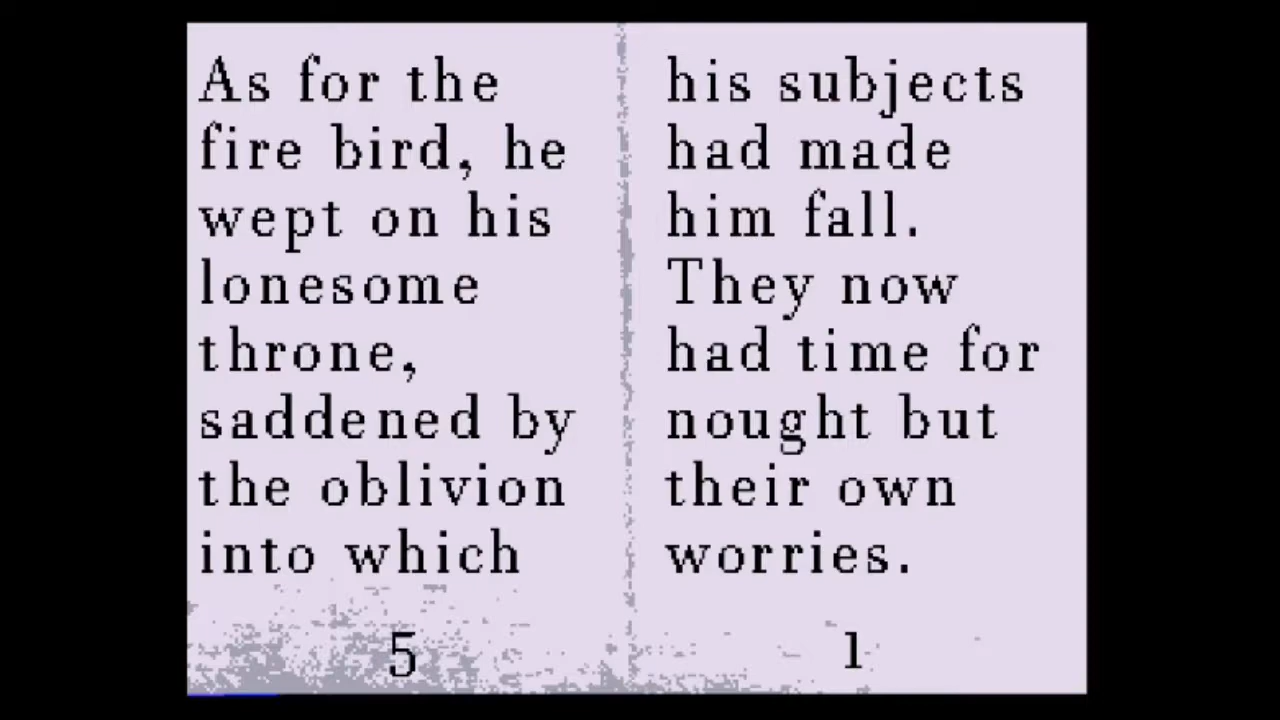 As for the
fire bird, he
wept on his
lonesome
throne,
saddened by
the oblivion
into which
5
his subjects
had made
him fall.
They now
had time for
nought but
their own
worries.
1